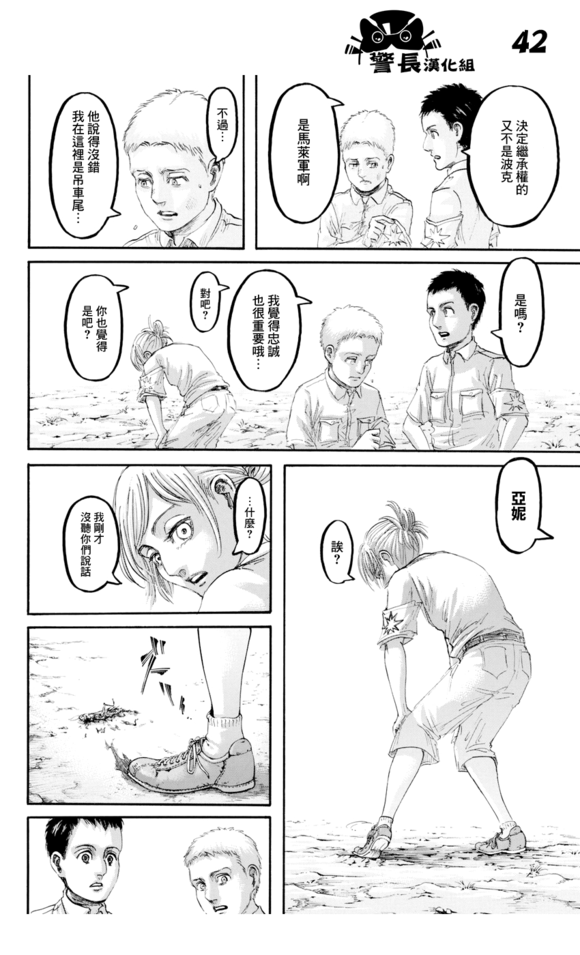 警長漢化組
42
決定繼承權的
又不是波克
是馬萊軍啊
不過…
他說得沒錯
我在這裡是吊車尾…
是嗎?
我覺得忠誠
也很重要哦…
對吧?
你也覺得
是吧?
亞妮
誒?
…什麼?
我剛才
沒聽你們說話